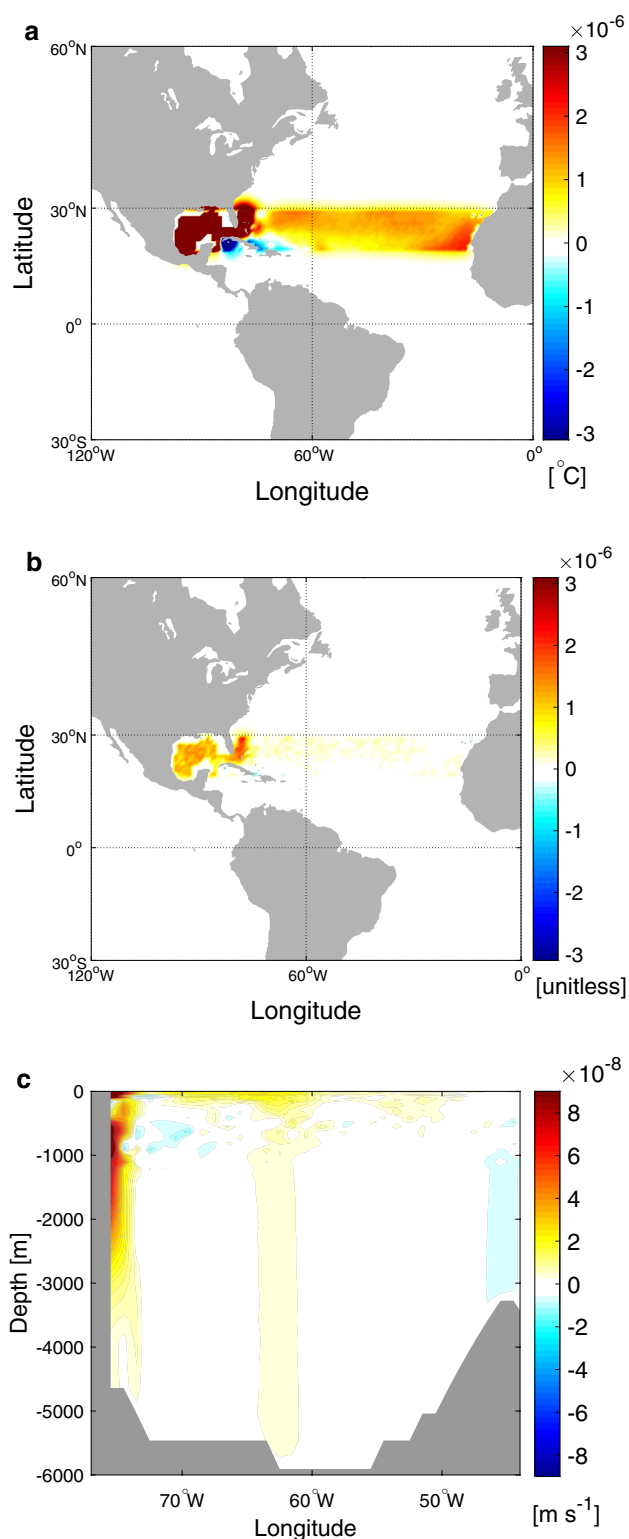 a
×10⁻⁶
60°N
3
2
30°N
1
Latitude
0
0°
-1
-2
30°S
-3
120°W 60°W 0°
[°C]
Longitude
b
×10⁻⁶
60°N
3
2
30°N
1
Latitude
0
0°
-1
-2
30°S
-3
120°W 60°W 0°
[unitless]
Longitude
c
×10⁻⁸
0
8
-1000
6
4
-2000
2
Depth [m]
-3000
0
-2
-4000
-4
-5000
-6
-8
-6000
70°W 60°W 50°W
[m s⁻¹]
Longitude